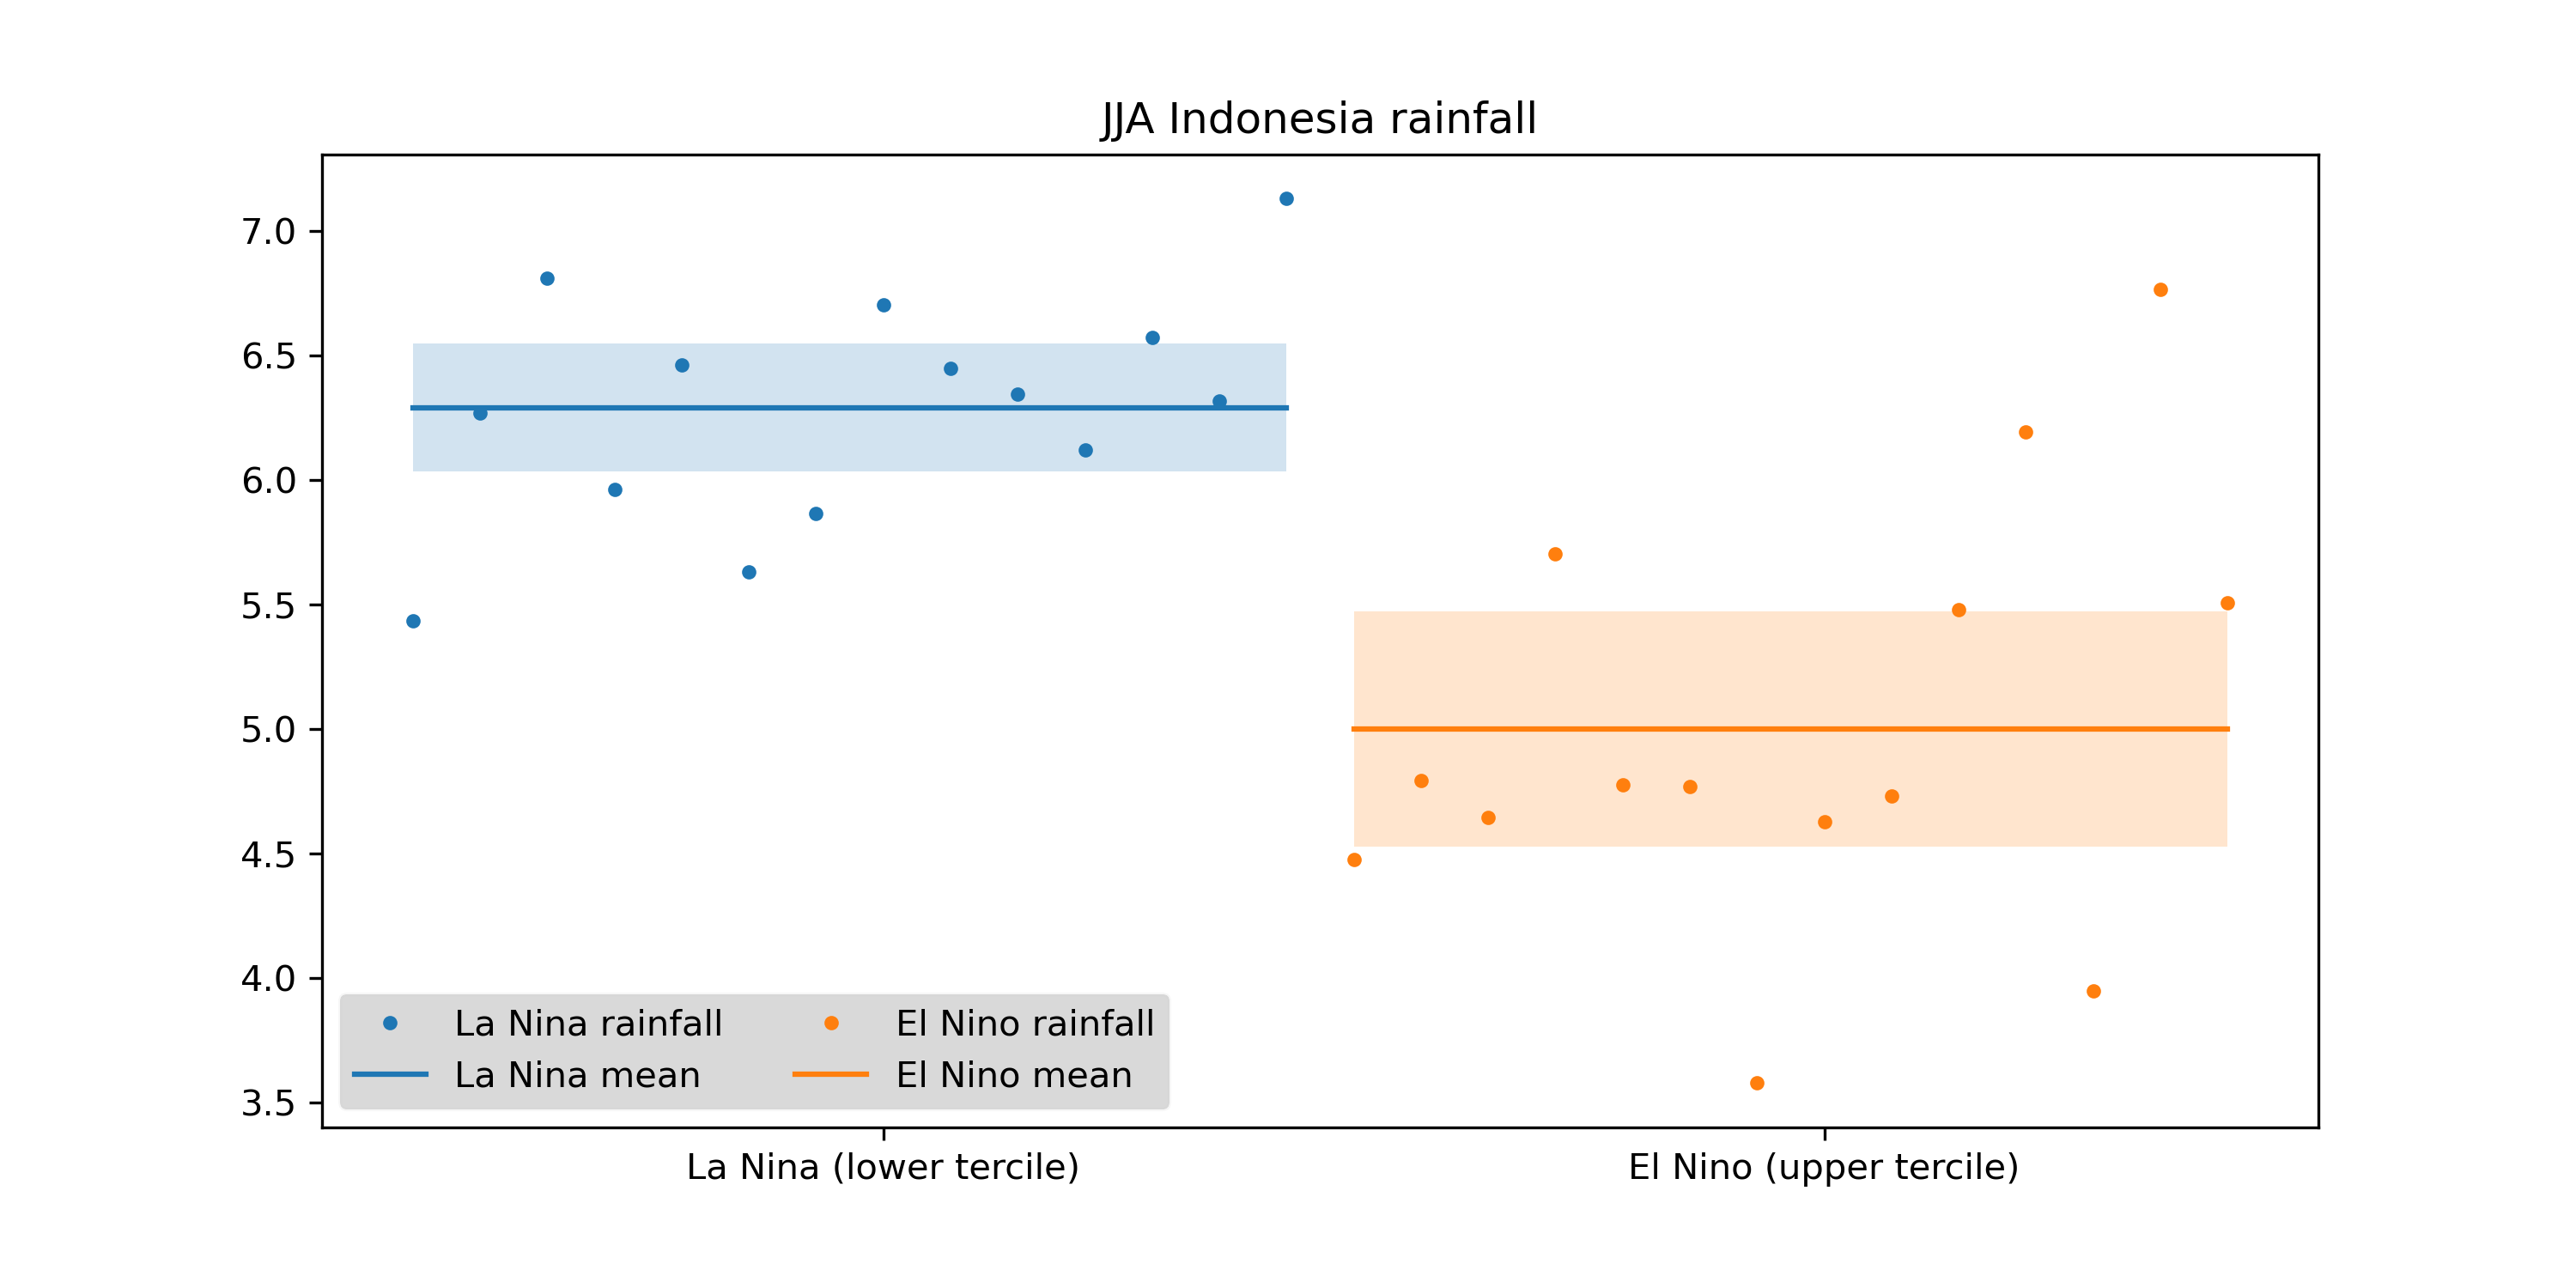 JJA Indonesia rainfall
7.0
6.5
6.0
5.5
5.0
4.5
4.0
3.5
La Nina rainfall
La Nina mean
El Nino rainfall
El Nino mean
La Nina (lower tercile)
El Nino (upper tercile)